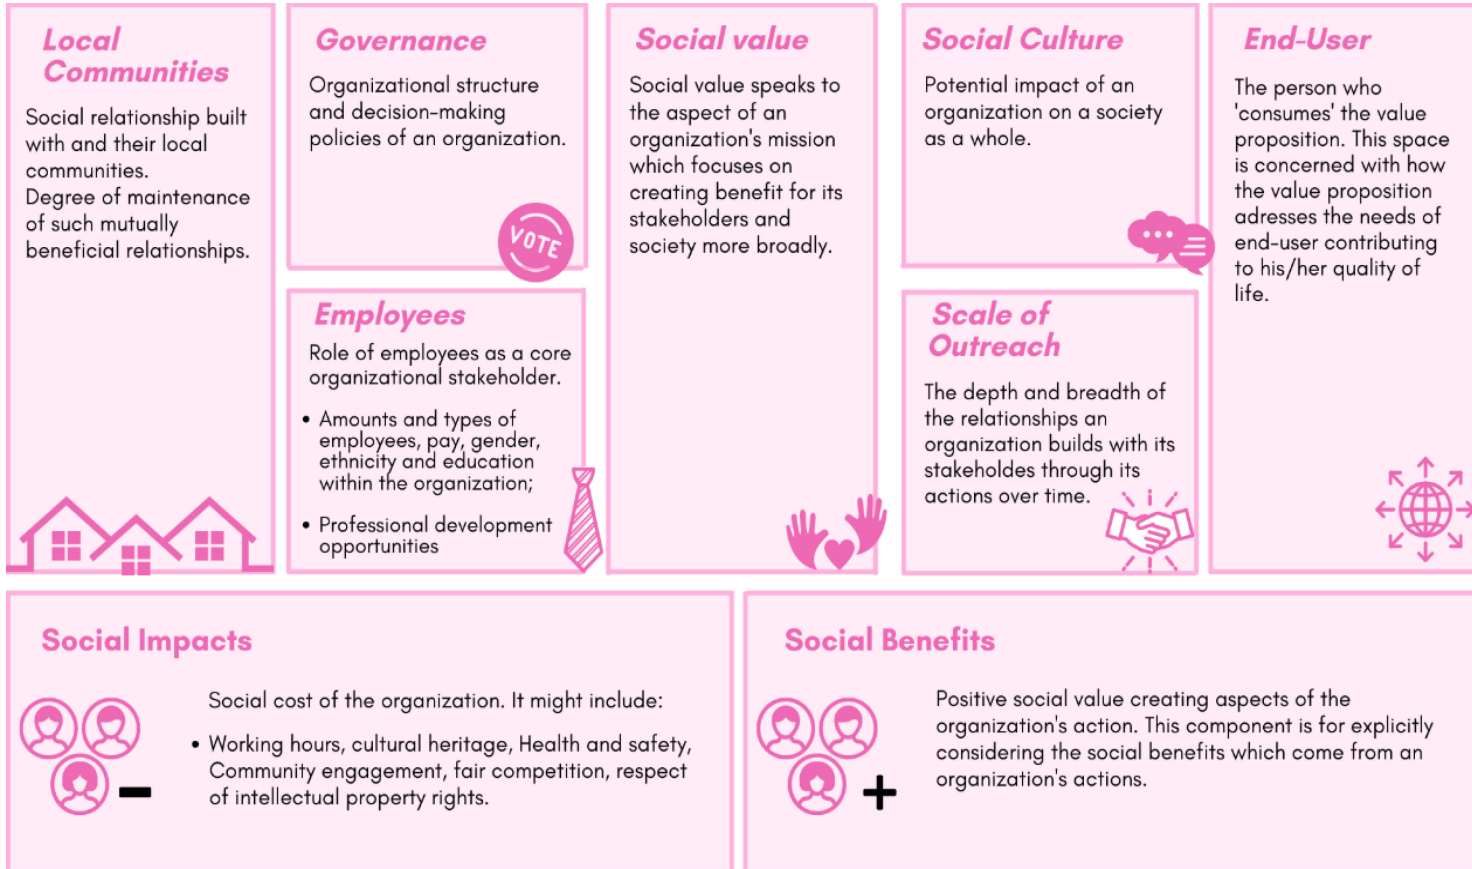 Local
Communities
Social relationship built
with and their local
communities.
Degree of maintenance
of such mutually
beneficial relationships.
Governance
Organizational structure
and decision-making
policies of an organization.
VOTE
Employees
Role of employees as a core
organizational stakeholder.
• Amounts and types of
employees, pay, gender,
ethnicity and education
within the organization;
• Professional development
opportunities
Social value
Social value speaks to
the aspect of an
organization's mission
which focuses on
creating benefit for its
stakeholders and
society more broadly.
Social Culture
Potential impact of an
organization on a society
as a whole.
Scale of
Outreach
The depth and breadth of
the relationships an
organization builds with its
stakeholdes through its
actions over time.
End-User
The person who
'consumes' the value
proposition. This space
is concerned with how
the value proposition
adresses the needs of
end-user contributing
to his/her quality of
life.
Social Impacts
Social cost of the organization. It might include:
• Working hours, cultural heritage, Health and safety,
Community engagement, fair competition, respect
of intellectual property rights.
Social Benefits
Positive social value creating aspects of the
organization's action. This component is for explicitly
considering the social benefits which come from an
organization's actions.